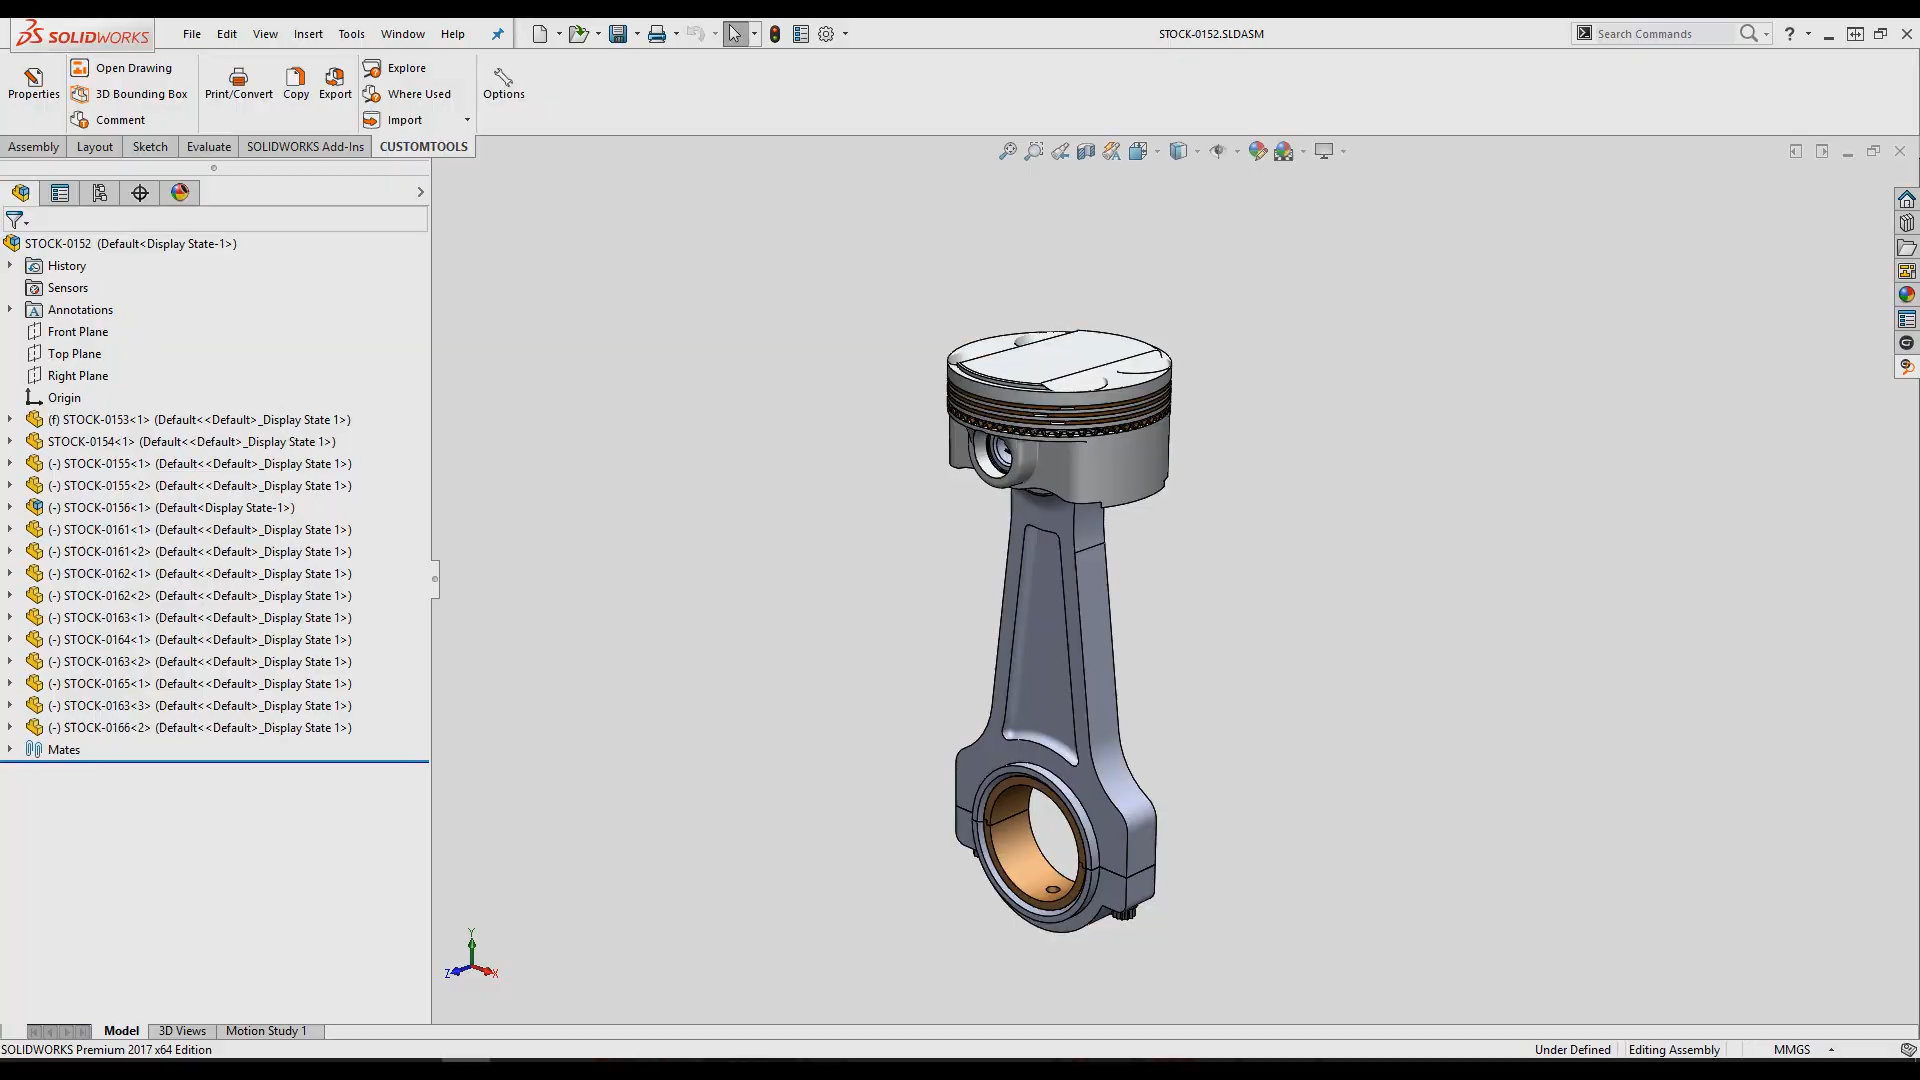 SOLIDWORKS File Edit View Insert Tools Window Help STOCK-0152.SLDASM Search Commands ?
Open Drawing
Explore
Properties 3D Bounding Box Print/Convert Copy Export Where Used Options
Comment Import
Assembly Layout Sketch Evaluate SOLIDWORKS Add-Ins CUSTOMTOOLS
STOCK-0152 (Default<Display State-1>)
History
Sensors
A Annotations
Front Plane
Top Plane
Right Plane
Origin
(f) STOCK-0153<1> (Default<<Default>_Display State 1>)
STOCK-0154<1> (Default<<Default>_Display State 1>)
(-) STOCK-0155<1> (Default<<Default>_Display State 1>)
(-) STOCK-0155<2> (Default<<Default>_Display State 1>)
(-) STOCK-0156<1> (Default<Display State-1>)
(-) STOCK-0161<1> (Default<<Default>_Display State 1>)
(-) STOCK-0161<2> (Default<<Default>_Display State 1>)
(-) STOCK-0162<1> (Default<<Default>_Display State 1>)
(-) STOCK-0162<2> (Default<<Default>_Display State 1>)
(-) STOCK-0163<1> (Default<<Default>_Display State 1>)
(-) STOCK-0164<1> (Default<<Default>_Display State 1>)
(-) STOCK-0163<2> (Default<<Default>_Display State 1>)
(-) STOCK-0165<1> (Default<<Default>_Display State 1>)
(-) STOCK-0163<3> (Default<<Default>_Display State 1>)
(-) STOCK-0166<2> (Default<<Default>_Display State 1>)
Mates
Y
Z X
Model 3D Views Motion Study 1
SOLIDWORKS Premium 2017 x64 Edition Under Defined Editing Assembly MMGS